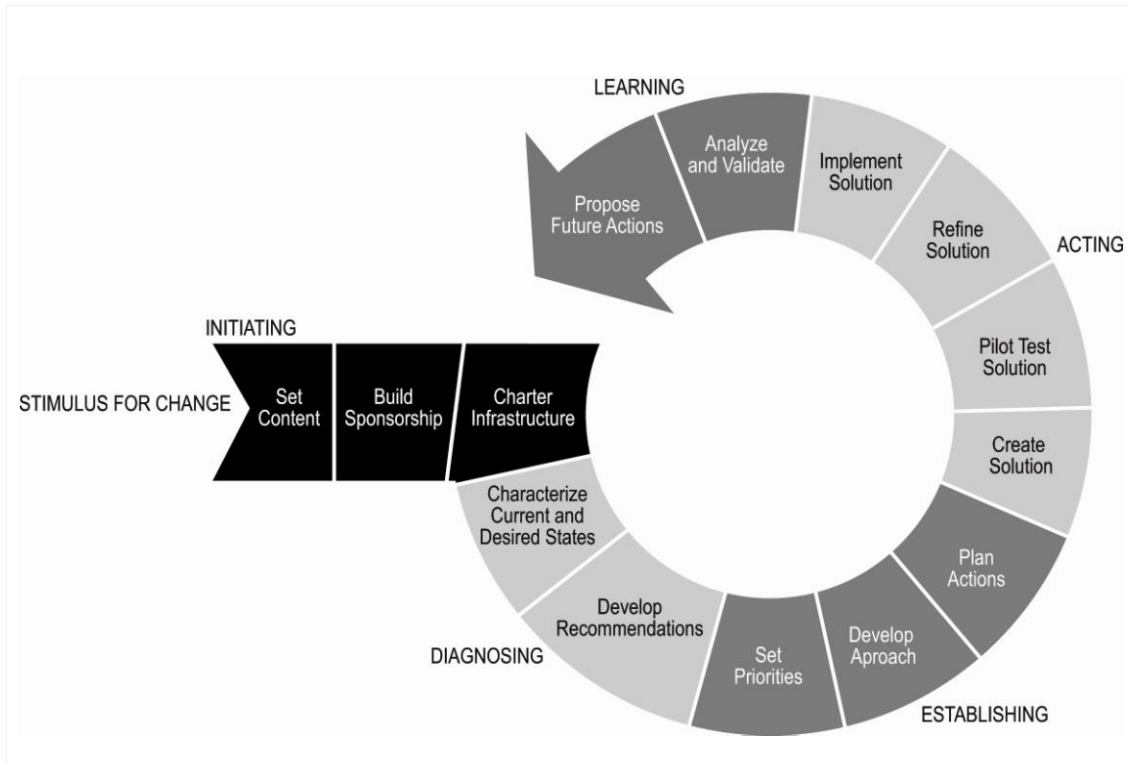 LEARNING
Analyze
and Validate
Implement
Solution
Propose
Future Actions
Refine
Solution
ACTING
INITIATING
Pilot Test
Solution
STIMULUS FOR CHANGE
Set
Content
Build
Sponsorship
Charter
Infrastructure
Create
Solution
Characterize
Current and
Desired States
Plan
Actions
Develop
Recommendations
Develop
Aproach
Set
Priorities
DIAGNOSING
ESTABLISHING